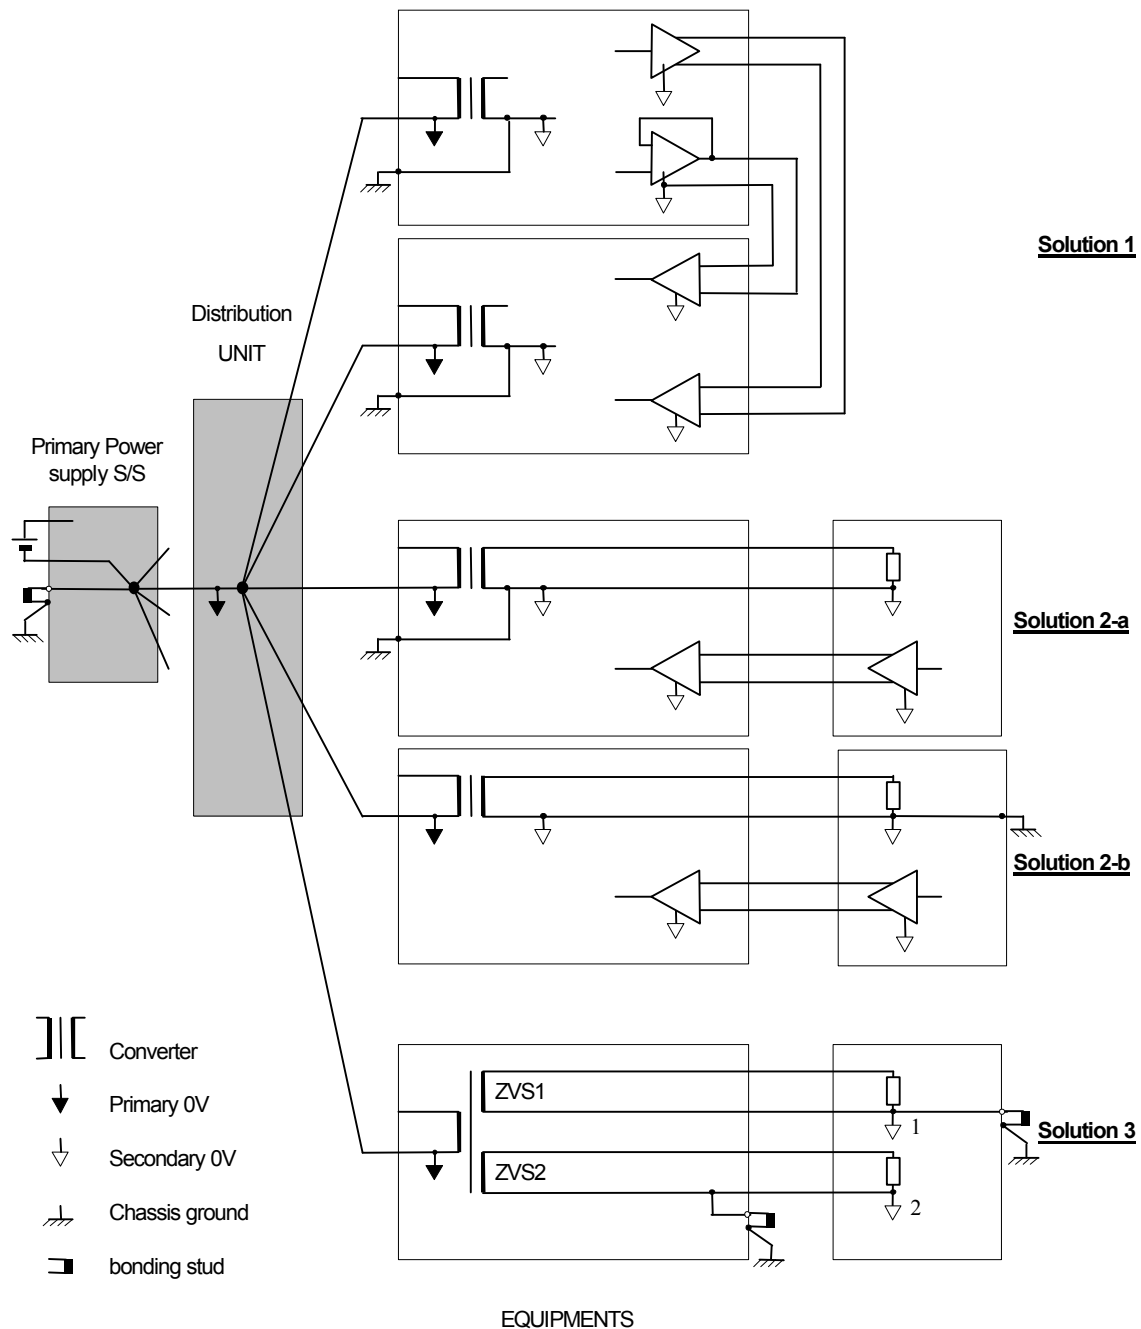 Solution 1
Distribution
UNIT
Primary Power
supply S/S
Solution 2-a
Solution 2-b
ZVS1
1
Solution 3
ZVS2
2
Converter
Primary 0V
Secondary 0V
Chassis ground
bonding stud
EQUIPMENTS